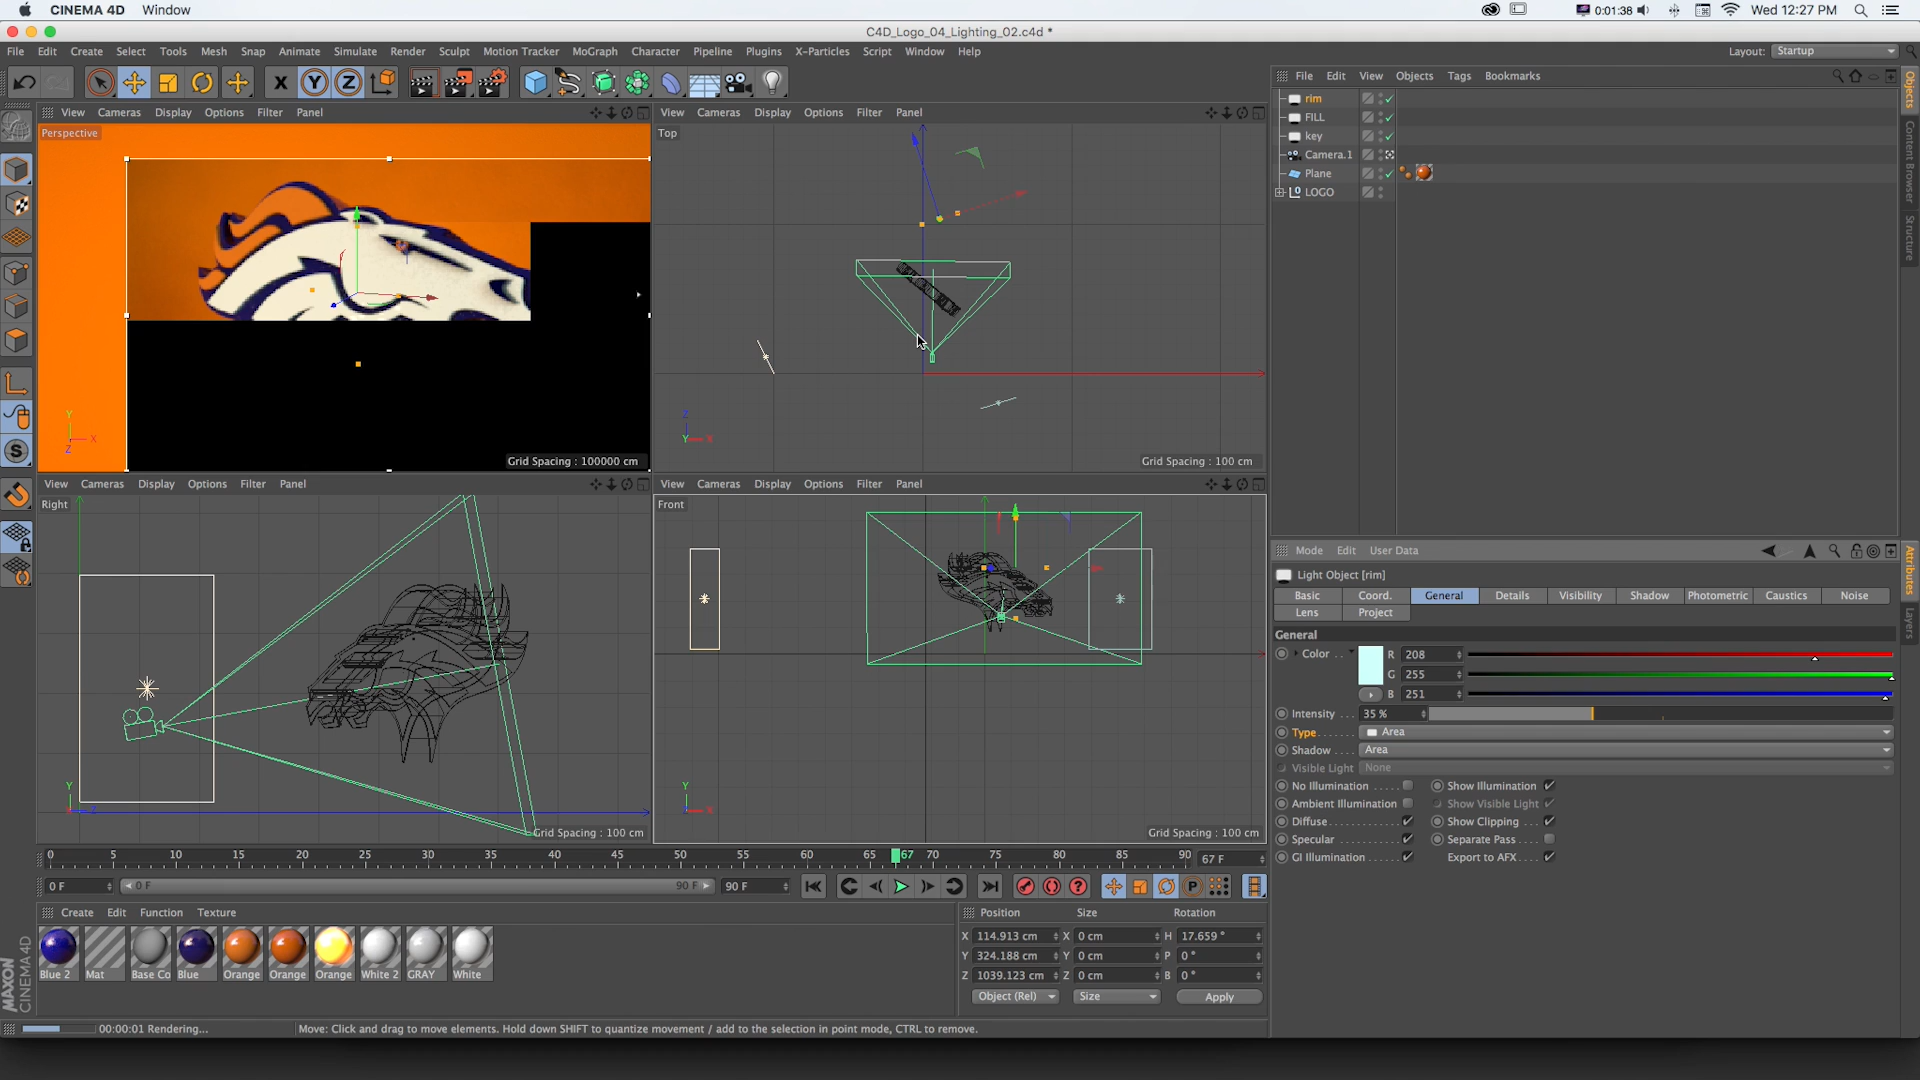 CINEMA 4D Window 0:01:38 Wed 12:27 PM
C4D_Logo_04_Lighting_02.c4d *
File Edit Create Select Tools Mesh Snap Animate Simulate Render Sculpt Motion Tracker MoGraph Character Pipeline Plugins X-Particles Script Window Help Layout: Startup
X Y Z
File Edit View Objects Tags Bookmarks
Objects
Content Browser
Structure
rim
FILL
key
Camera.1
Plane
LOGO
View Cameras Display Options Filter Panel
Perspective
Grid Spacing : 100000 cm
View Cameras Display Options Filter Panel
Top
Grid Spacing : 100 cm
View Cameras Display Options Filter Panel
Right
Grid Spacing : 100 cm
View Cameras Display Options Filter Panel
Front
Grid Spacing : 100 cm
Mode Edit User Data
Attributes
Layers
Light Object [rim]
Basic Coord. General Details Visibility Shadow Photometric Caustics Noise
Lens Project
General
Color . . R 208
G 255
B 251
Intensity . . . 35 %
Type . . . . . . . Area
Shadow . . . . Area
Visible Light None
No Illumination . . . . . Show Illumination
Ambient Illumination Show Visible Light
Diffuse . . . . . . . . . . . . Show Clipping . . .
Specular . . . . . . . . . . Separate Pass . . .
GI Illumination . . . . . . Export to AFX . . .
0 5 10 15 20 25 30 35 40 45 50 55 60 65 67 70 75 80 85 90 67 F
0 F 0 F 90 F 90 F
Create Edit Function Texture
Blue 2 Mat Base Co Blue Orange Orange Orange White 2 GRAY White
Position Size Rotation
X 114.913 cm X 0 cm H 17.659 °
Y 324.188 cm Y 0 cm P 0 °
Z 1039.123 cm Z 0 cm B 0 °
Object (Rel) Size Apply
MAXON
CINEMA 4D
00:00:01 Rendering... Move: Click and drag to move elements. Hold down SHIFT to quantize movement / add to the selection in point mode, CTRL to remove.